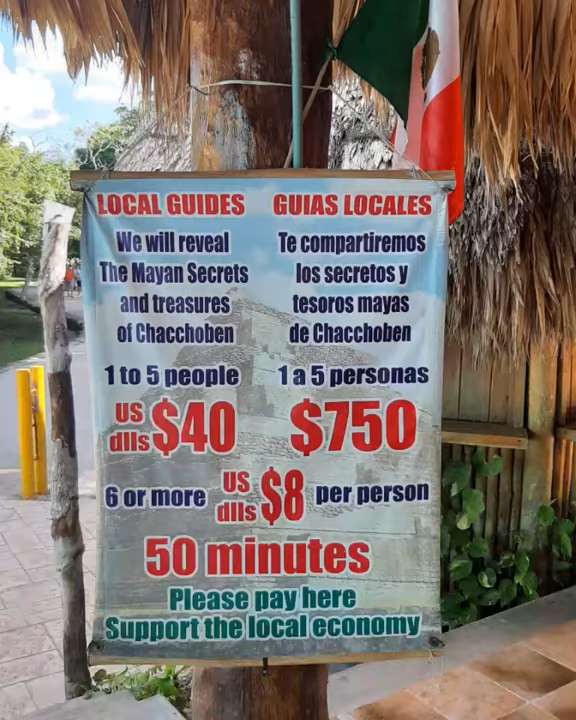 LOCAL GUIDES
We will reveal
The Mayan Secrets
and treasures
of Chacchoben
1 to 5 people
US dlls $40
GUIAS LOCALES
Te compartiremos
los secretos y
tesoros mayas
de Chacchoben
1 a 5 personas
$750
6 or more US dlls $8 per person
50 minutes
Please pay here
Support the local economy